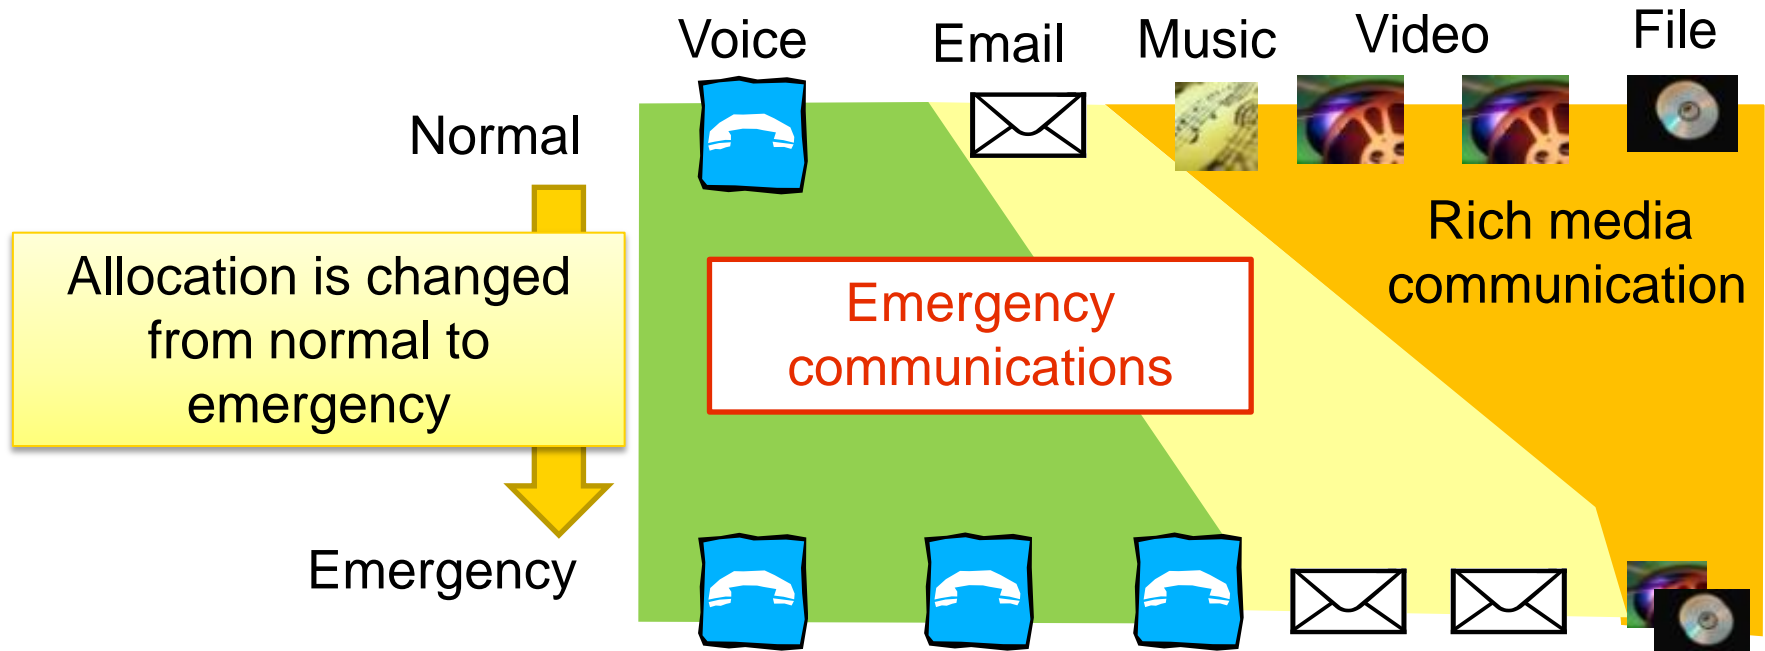 Voice
Email
Music
Video
File
Normal
Rich media
communication
Allocation is changed
from normal to
emergency
Emergency
communications
Emergency